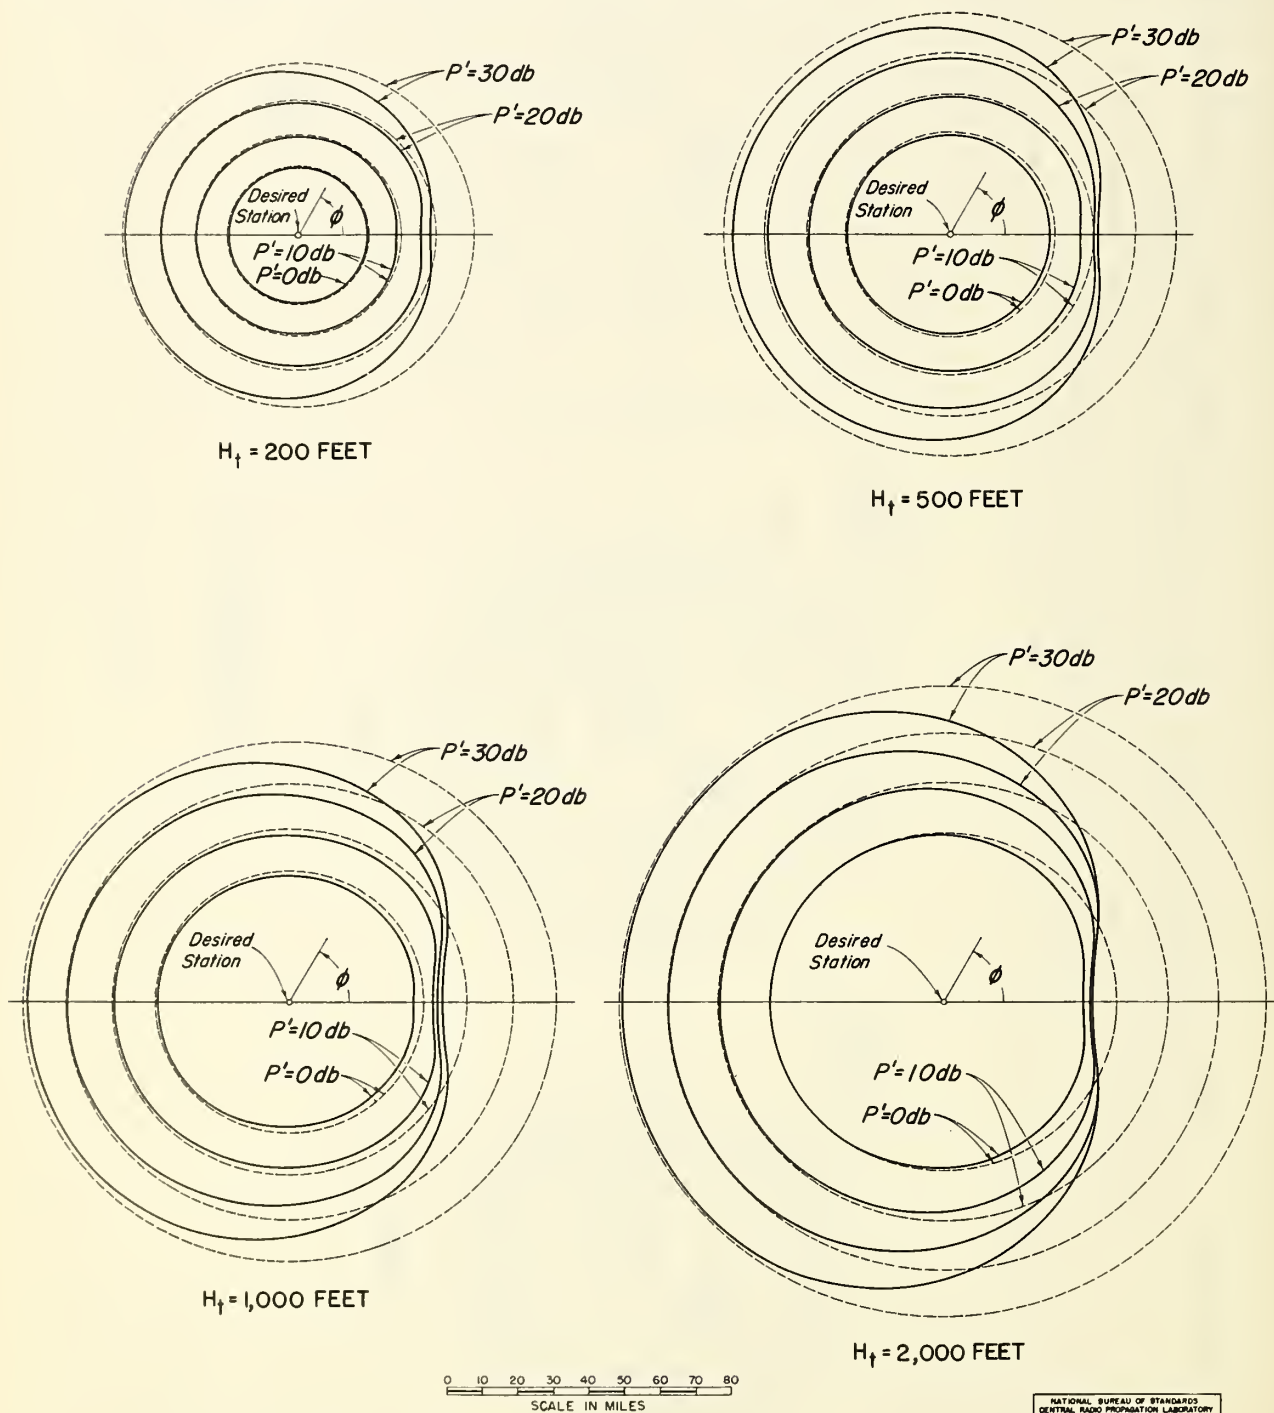 P'=30db
P'=20db
Desired
Station
ϕ
P'=10db
P'=0db
H_t = 200 FEET
P'=30db
P'=20db
Desired
Station
ϕ
P'=10db
P'=0db
H_t = 500 FEET
P'=30db
P'=20db
Desired
Station
ϕ
P'=10db
P'=0db
H_t = 1,000 FEET
P'=30db
P'=20db
Desired
Station
ϕ
P'=10db
P'=0db
H_t = 2,000 FEET
0 10 20 30 40 50 60 70 80
SCALE IN MILES
NATIONAL BUREAU OF STANDARDS
CENTRAL RADIO PROPAGATION LABORATORY